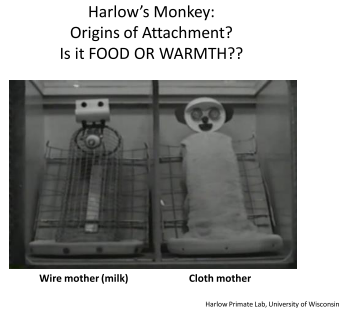 Harlow's Monkey:
Origins of Attachment?
Is it FOOD OR WARMTH??
Wire mother (milk)
Cloth mother
Harlow Primate Lab, University of Wisconsin